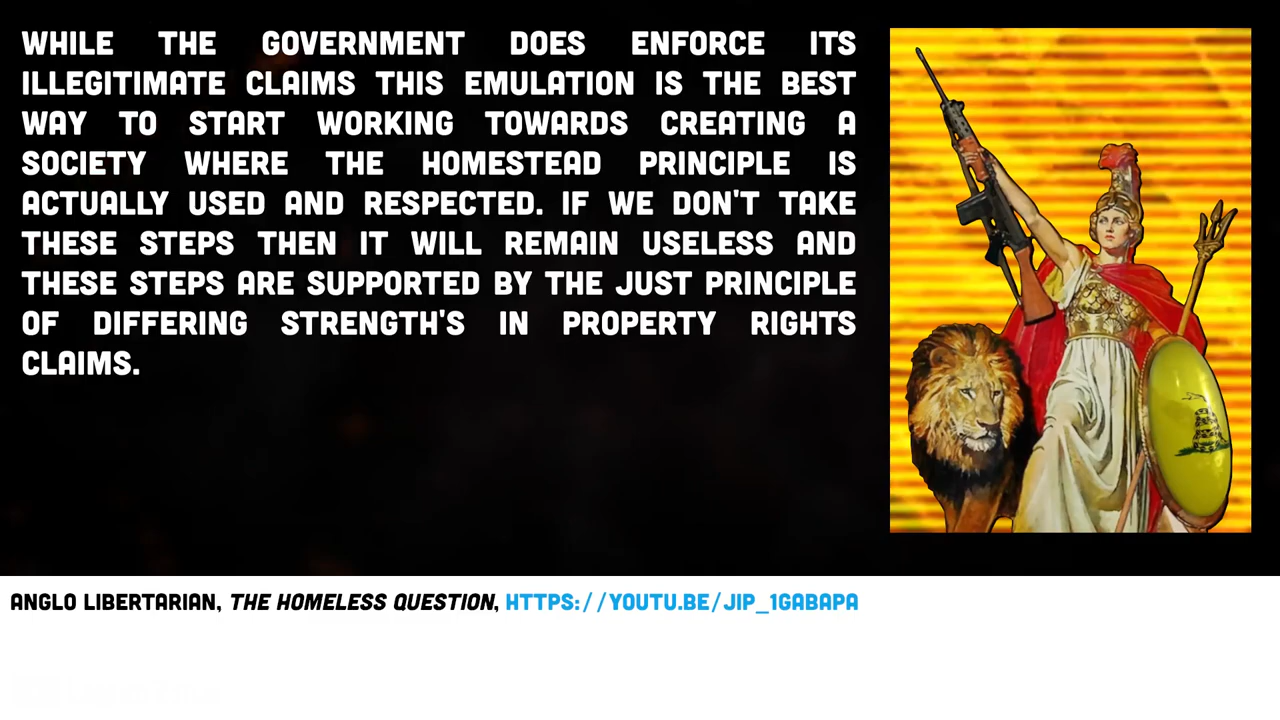 WHILE THE GOVERNMENT DOES ENFORCE ITS
ILLEGITIMATE CLAIMS THIS EMULATION IS THE BEST
WAY TO START WORKING TOWARDS CREATING A
SOCIETY WHERE THE HOMESTEAD PRINCIPLE IS
ACTUALLY USED AND RESPECTED. IF WE DON'T TAKE
THESE STEPS THEN IT WILL REMAIN USELESS AND
THESE STEPS ARE SUPPORTED BY THE JUST PRINCIPLE
OF DIFFERING STRENGTH'S IN PROPERTY RIGHTS
CLAIMS.
ANGLO LIBERTARIAN, THE HOMELESS QUESTION, HTTPS://YOUTU.BE/JIP_1GABAPA